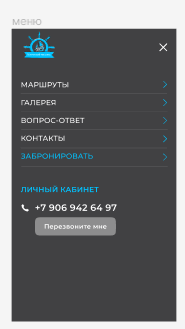 меню
МАРШРУТЫ
ГАЛЕРЕЯ
ВОПРОС-ОТВЕТ
КОНТАКТЫ
ЗАБРОНИРОВАТЬ
ЛИЧНЫЙ КАБИНЕТ
+7 906 942 64 97
Перезвоните мне